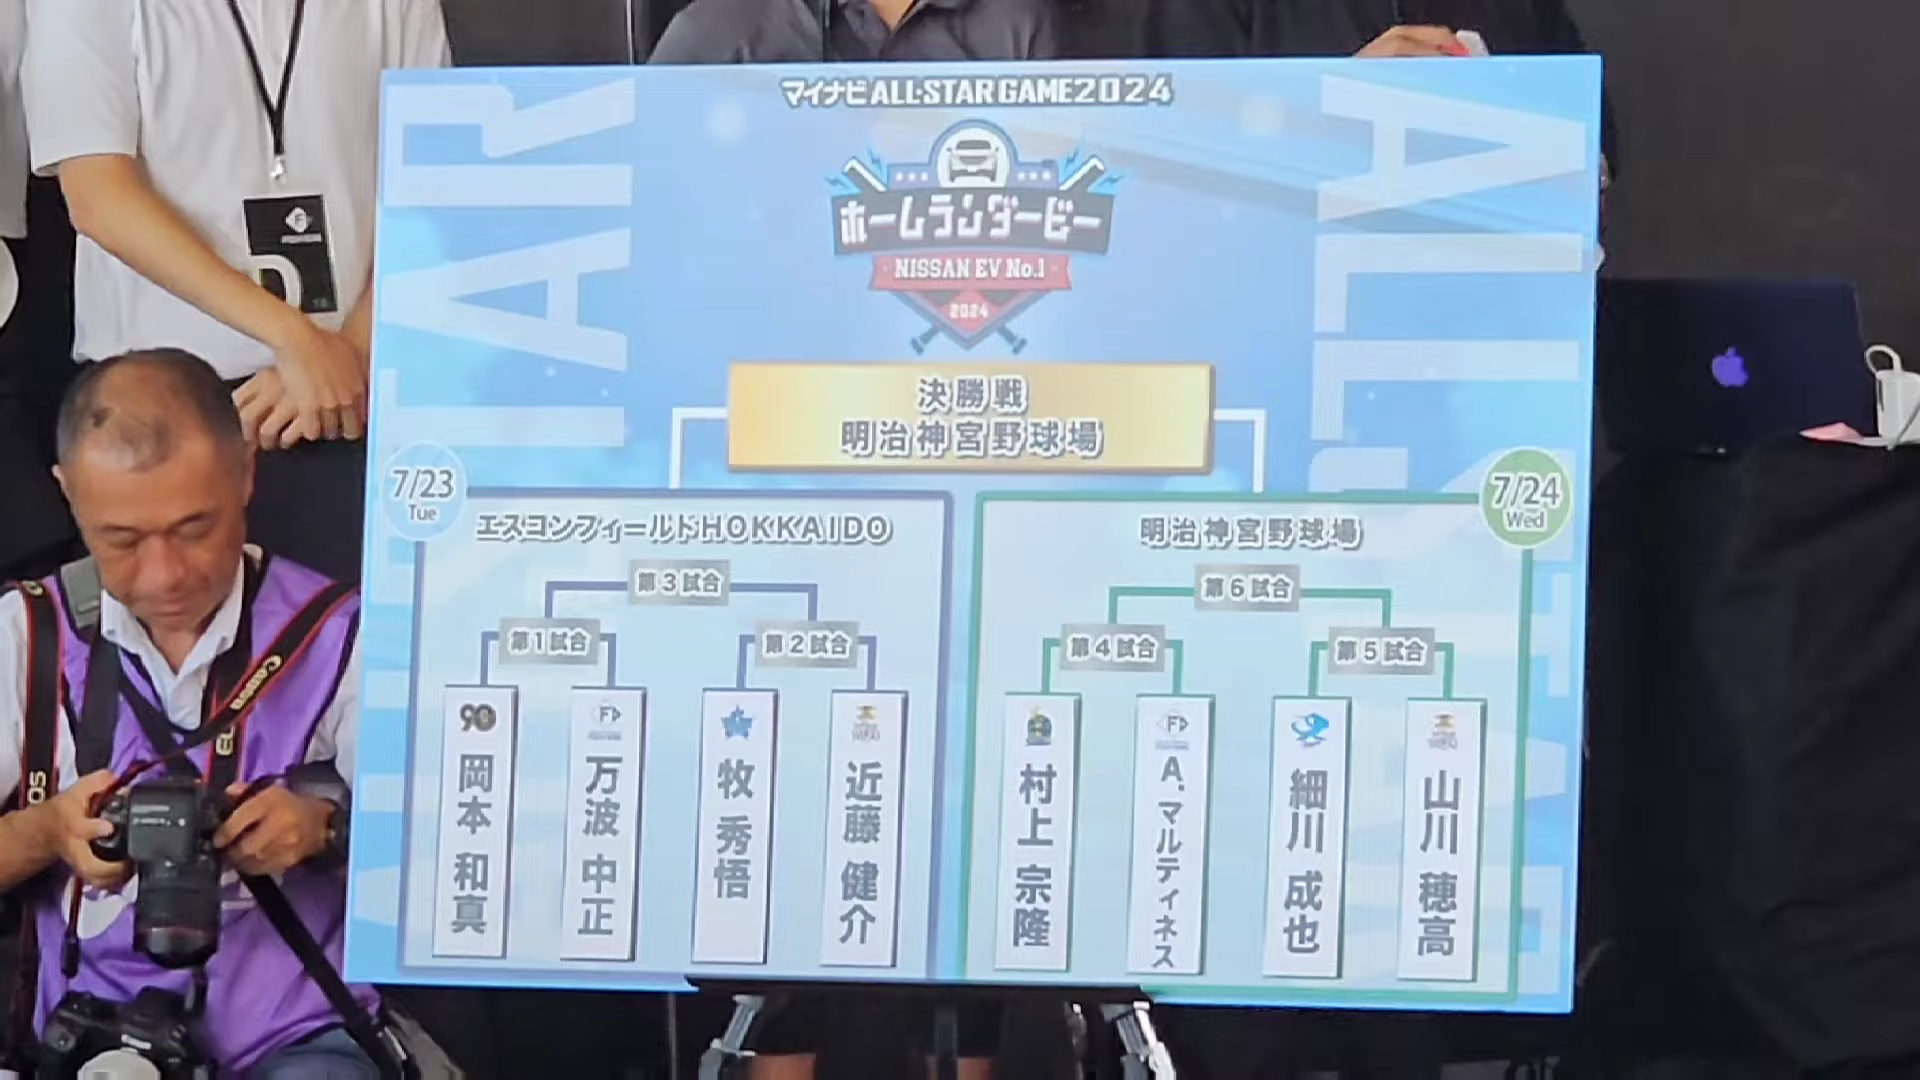 マイナビ ALL-STAR GAME2024
ホームランダービー
NISSAN EV No.1
2024
決勝戦
明治神宮野球場
STAR
ALL
7/23
Tue
エスコンフィールドHOKKAIDO
第3試合
第1試合
第2試合
90
岡本 和真
F
万波 中正
牧 秀悟
近藤 健介
7/24
Wed
明治神宮野球場
第6試合
第4試合
第5試合
村上 宗隆
F
A.マルティネス
細川 成也
山川 穂高
F
Canon
EOS